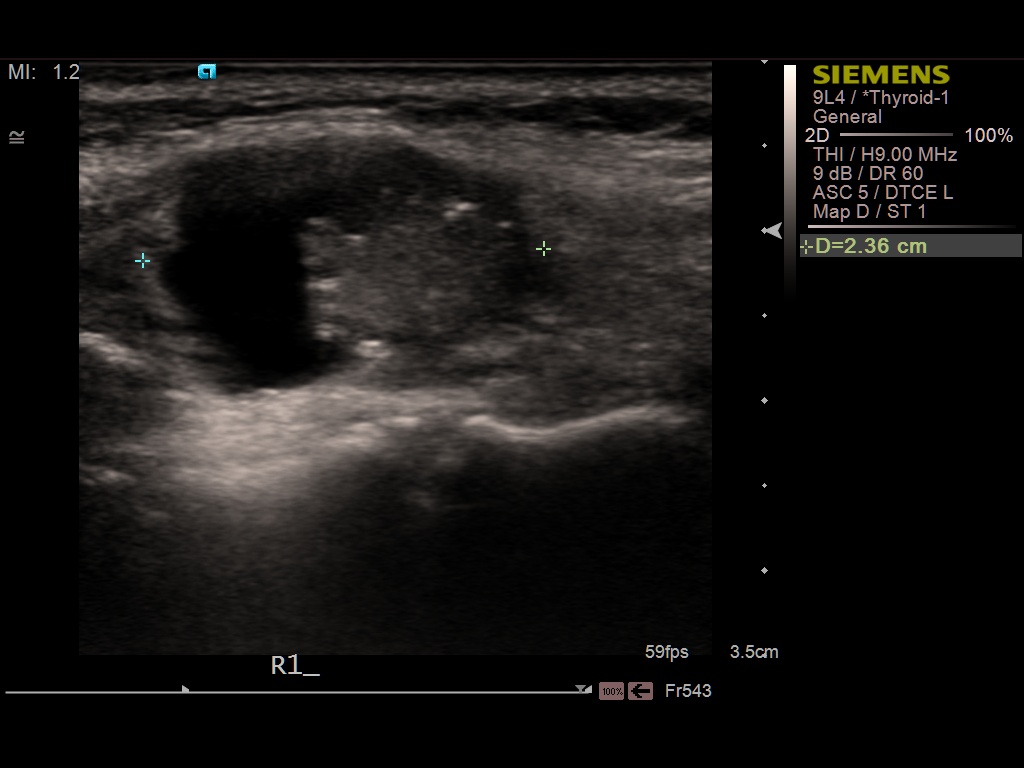 MI: 1.2
SIEMENS
9L4 / *Thyroid-1
General
2D 100%
THI / H9.00 MHz
9 dB / DR 60
ASC 5 / DTCE L
Map D / ST 1
D=2.36 cm
59fps 3.5cm
R1_
100% Fr543